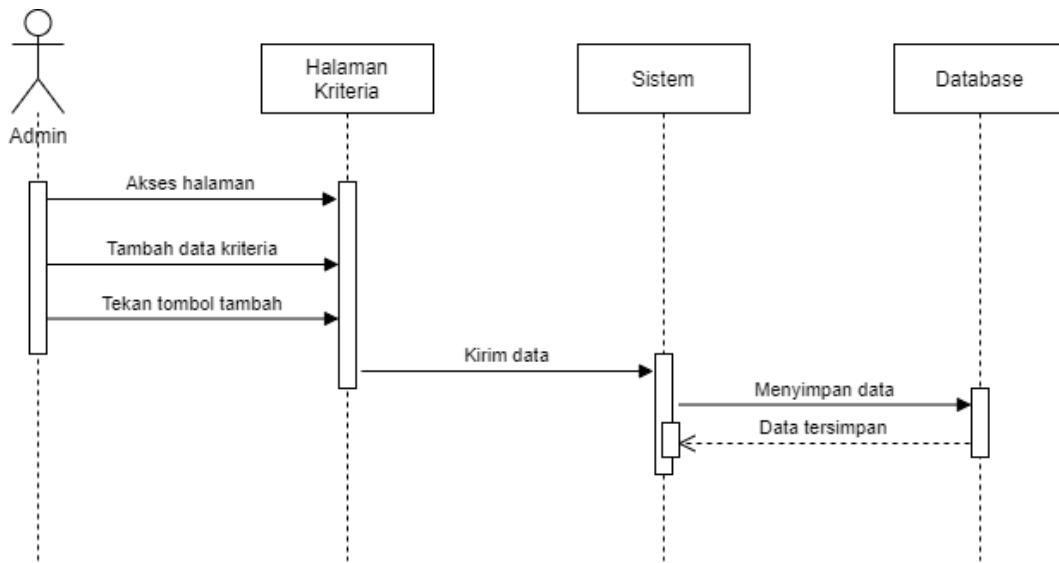 Halaman
Kriteria
Sistem
Database
Admin
Akses halaman
Tambah data kriteria
Tekan tombol tambah
Kirim data
Menyimpan data
Data tersimpan